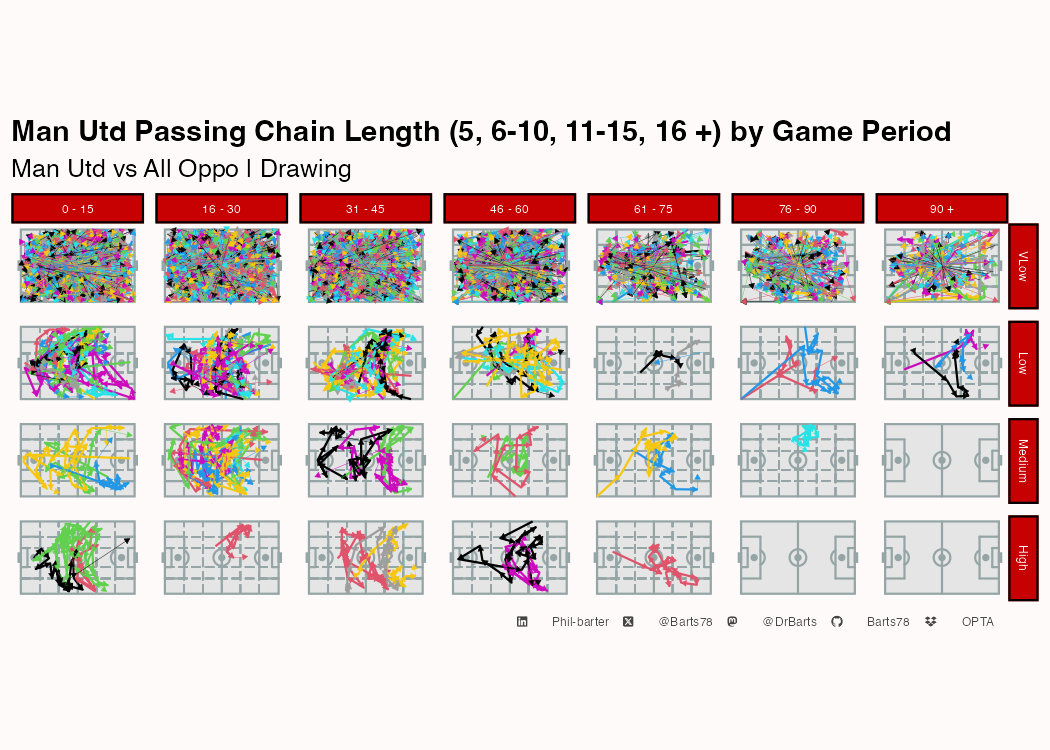 Man Utd Passing Chain Length (5, 6-10, 11-15, 16 +) by Game Period
Man Utd vs All Oppo | Drawing
0 - 15 16 - 30 31 - 45 46 - 60 61 - 75 76 - 90 90 +
VLow
Low
Medium
High
Phil-barter @Barts78 @DrBarts Barts78 OPTA